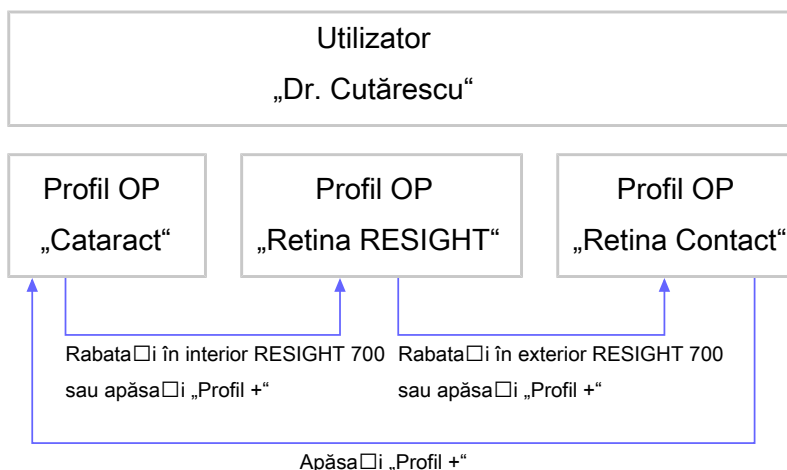 Utilizator
„Dr. Cutărescu“
Profil OP
„Cataract“
Profil OP
„Retina RESIGHT“
Profil OP
„Retina Contact“
Rabata□i în interior RESIGHT 700
sau apăsa□i „Profil +“
Rabata□i în exterior RESIGHT 700
sau apăsa□i „Profil +“
Apăsa□i „Profil +“